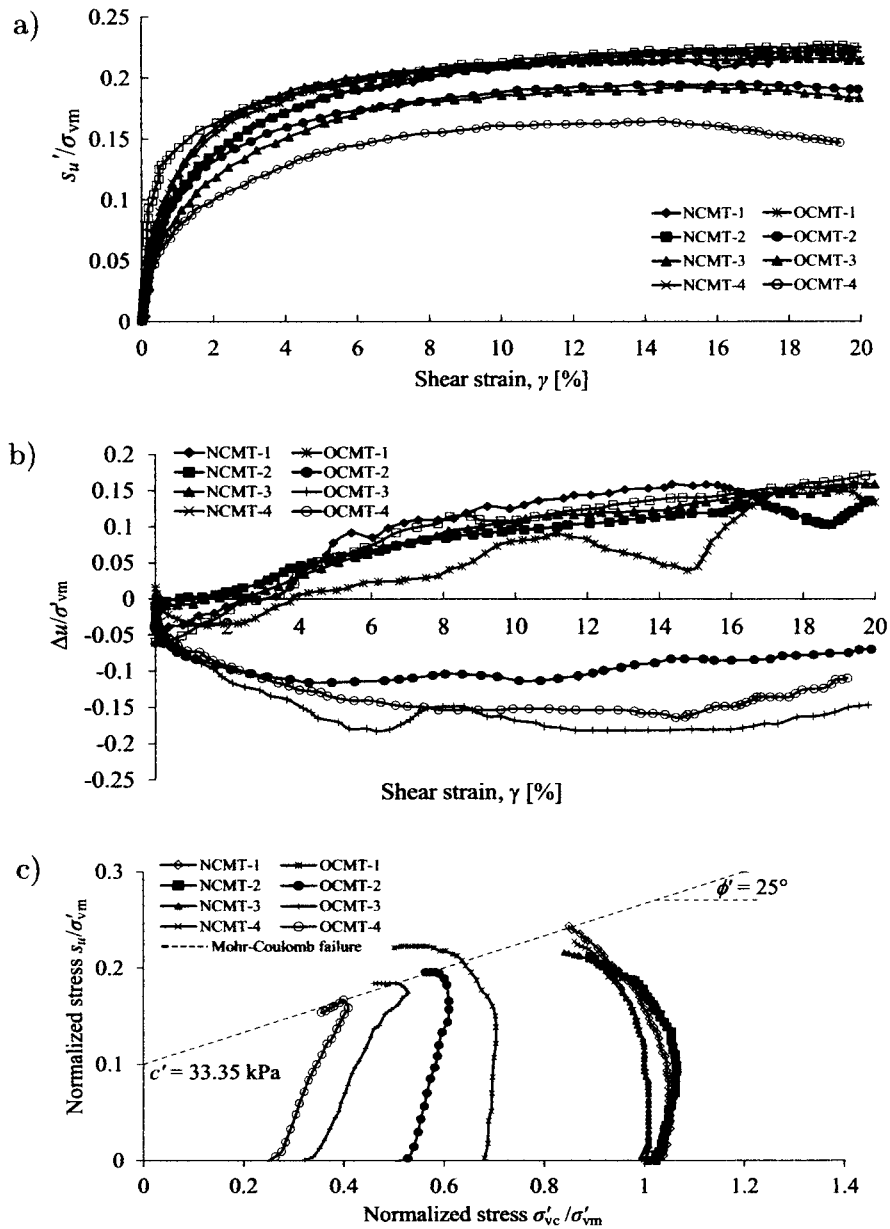 a)
0.25
0.2
0.15
0.1
0.05
0
s_u'/σ_vm
NCMT-1 OCMT-1
NCMT-2 OCMT-2
NCMT-3 OCMT-3
NCMT-4 OCMT-4
0 2 4 6 8 10 12 14 16 18 20
Shear strain, γ [%]
b)
0.2
0.15
0.1
0.05
0
-0.05
-0.1
-0.15
-0.2
-0.25
Δu/σ'_vm
NCMT-1 OCMT-1
NCMT-2 OCMT-2
NCMT-3 OCMT-3
NCMT-4 OCMT-4
0 2 4 6 8 10 12 14 16 18 20
Shear strain, γ [%]
c)
0.3
0.2
0.1
0
Normalized stress s_u/σ'_vm
NCMT-1 OCMT-1
NCMT-2 OCMT-2
NCMT-3 OCMT-3
NCMT-4 OCMT-4
Mohr-Coulomb failure
ϕ' = 25°
c' = 33.35 kPa
0 0.2 0.4 0.6 0.8 1 1.2 1.4
Normalized stress σ'_vc/σ'_vm